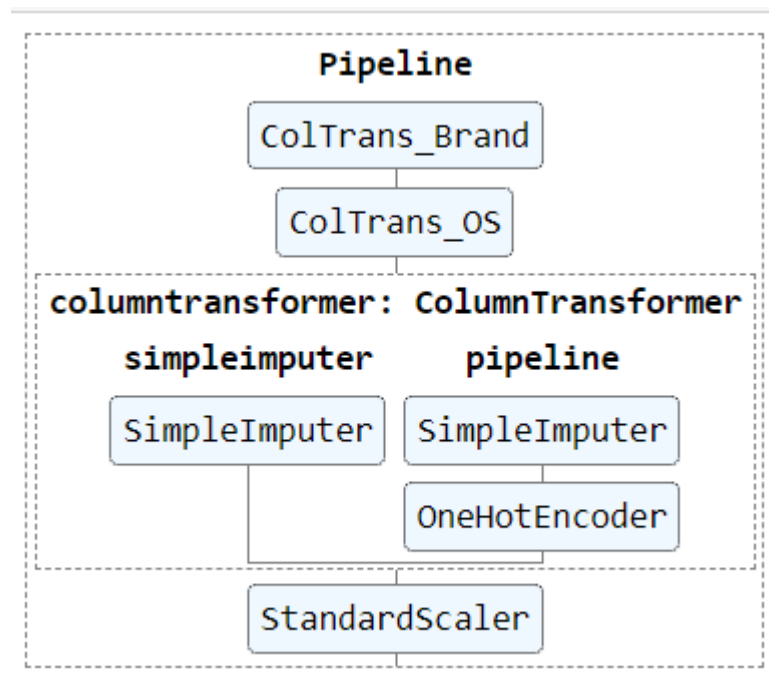 Pipeline
ColTrans_Brand
ColTrans_OS
columntransformer: ColumnTransformer
simpleimputer pipeline
SimpleImputer SimpleImputer
OneHotEncoder
StandardScaler